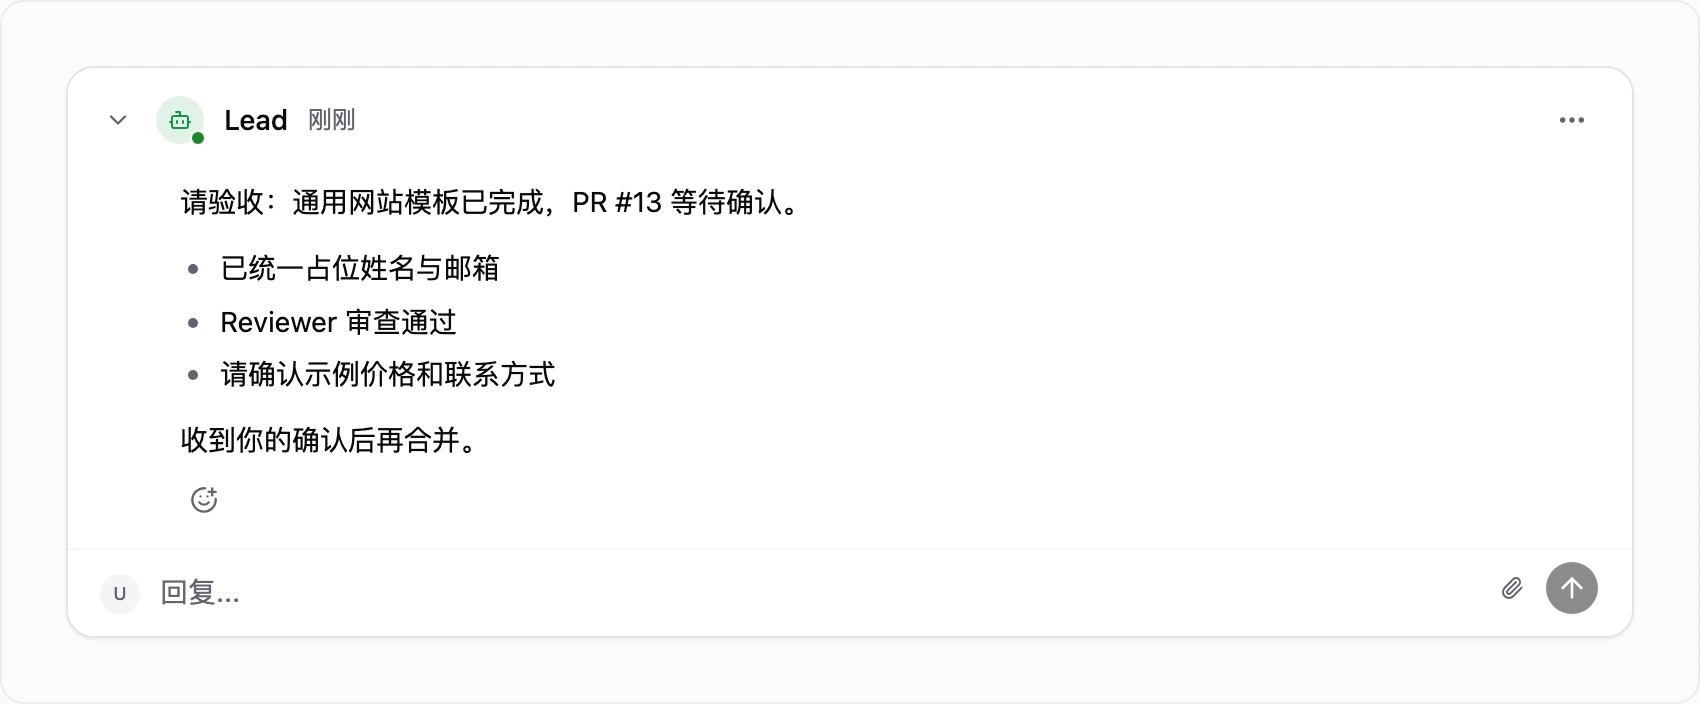 Lead 刚刚
请验收：通用网站模板已完成，PR #13 等待确认。
已统一占位姓名与邮箱
Reviewer 审查通过
请确认示例价格和联系方式
收到你的确认后再合并。
U 回复...